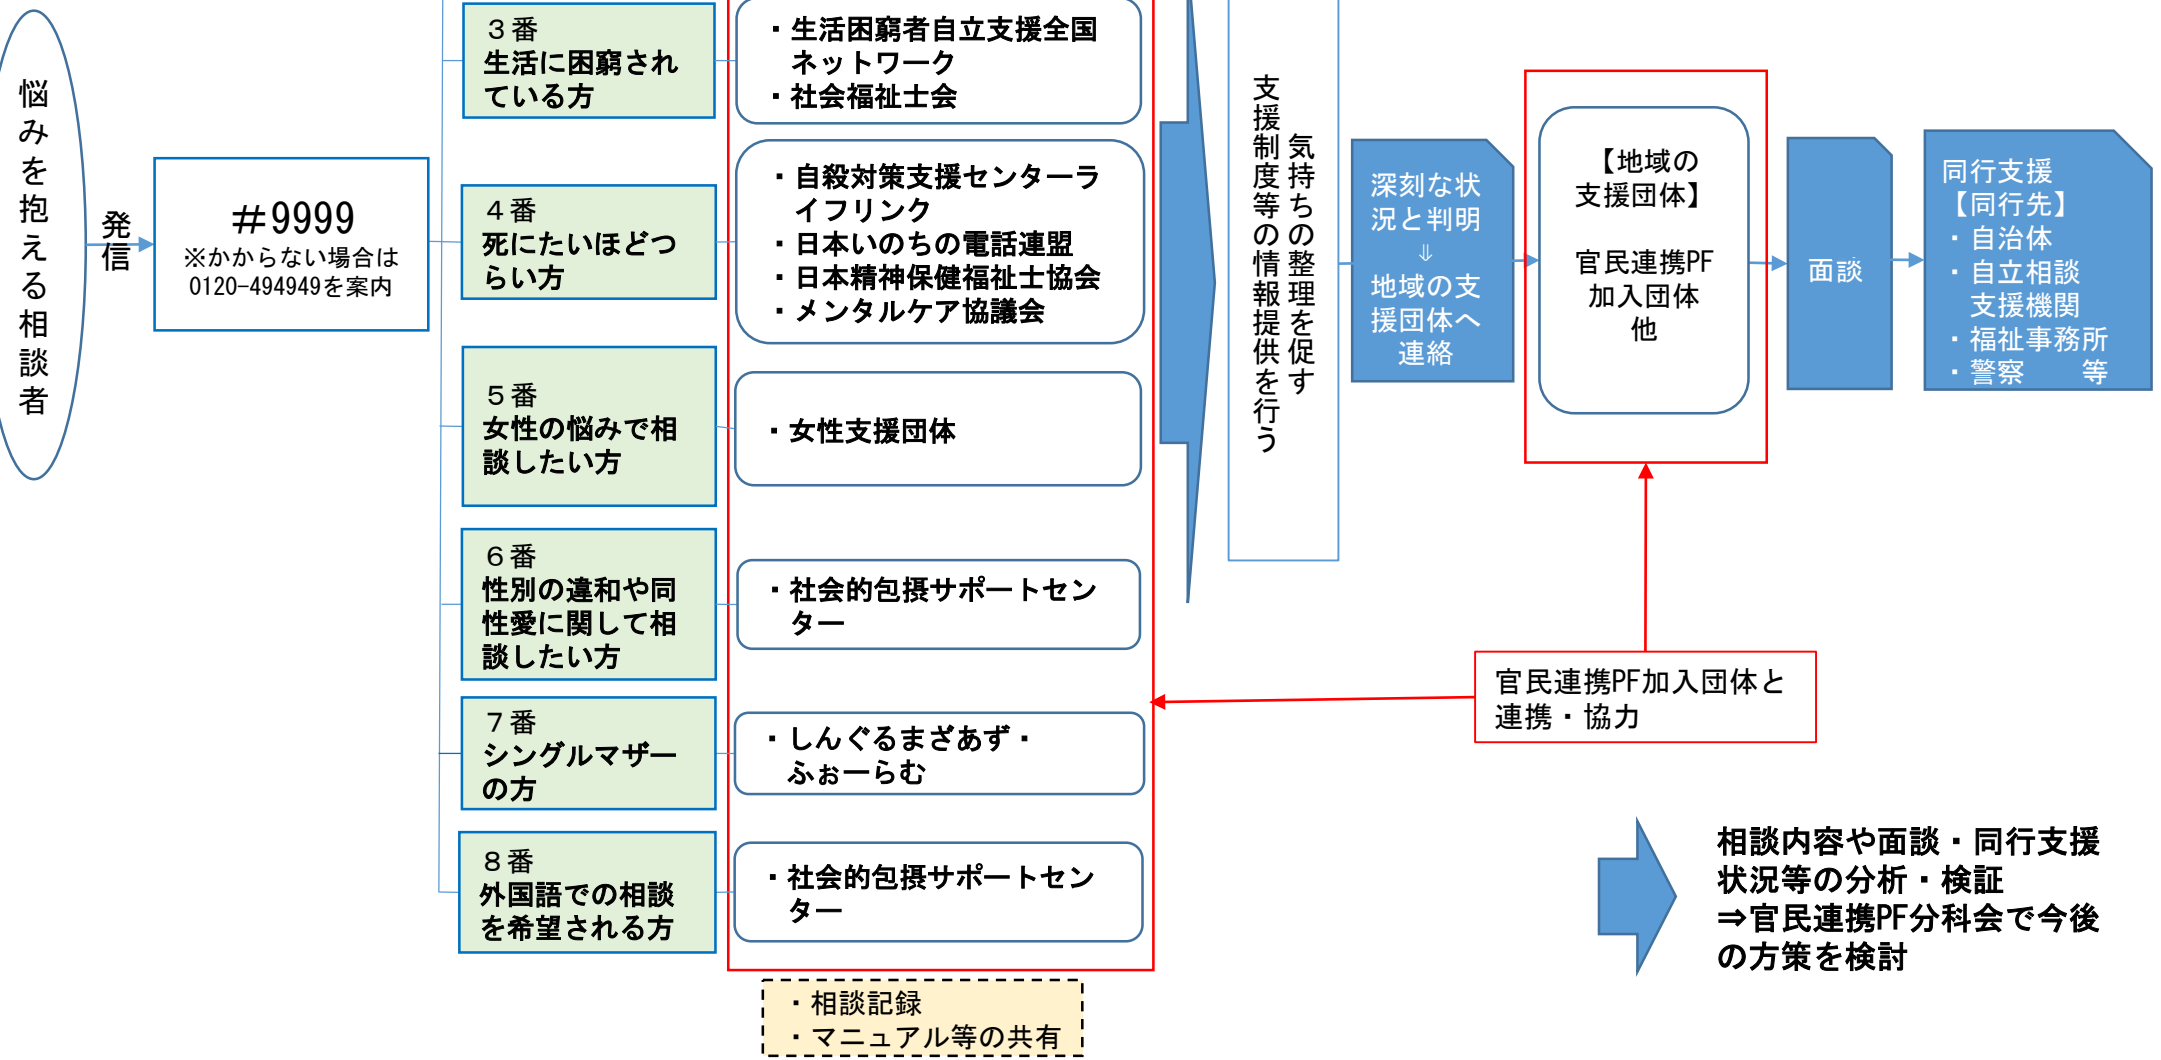 悩みを抱える相談者
発信
＃9999
※かからない場合は
0120-494949を案内
３番
生活に困窮され
ている方
・生活困窮者自立支援全国
ネットワーク
・社会福祉士会
４番
死にたいほどつ
らい方
・自殺対策支援センターラ
イフリンク
・日本いのちの電話連盟
・日本精神保健福祉士協会
・メンタルケア協議会
５番
女性の悩みで相
談したい方
・女性支援団体
６番
性別の違和や同
性愛に関して相
談したい方
・社会的包摂サポートセン
ター
７番
シングルマザー
の方
・しんぐるまざあず・
ふぉーらむ
８番
外国語での相談
を希望される方
・社会的包摂サポートセン
ター
・相談記録
・マニュアル等の共有
気持ちの整理を促す
支援制度等の情報提供を行う
深刻な状
況と判明
⇓
地域の支
援団体へ
連絡
【地域の
支援団体】
官民連携PF
加入団体
他
面談
同行支援
【同行先】
・自治体
・自立相談
支援機関
・福祉事務所
・警察　　等
官民連携PF加入団体と
連携・協力
相談内容や面談・同行支援
状況等の分析・検証
⇒官民連携PF分科会で今後
の方策を検討